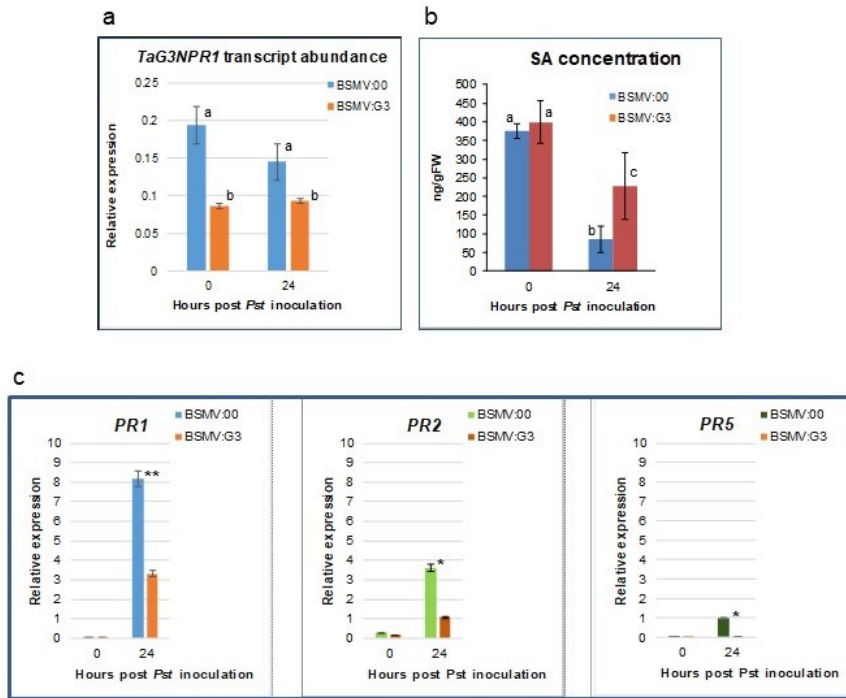 a
TaG3NPR1 transcript abundance
BSMV:00
BSMV:G3
0.25
0.2
0.15
0.1
0.05
0
a
b
a
b
Relative expression
0
24
Hours post Pst inoculation
b
SA concentration
BSMV:00
BSMV:G3
450
400
350
300
250
200
150
100
50
0
a
a
b
c
ng/gFW
0
24
Hours post Pst inoculation
c
PR1
BSMV:00
BSMV:G3
10
9
8
7
6
5
4
3
2
1
0
**
Relative expression
0
24
Hours post Pst inoculation
PR2
BSMV:00
BSMV:G3
10
9
8
7
6
5
4
3
2
1
0
*
Relative expression
0
24
Hours post Pst inoculation
PR5
BSMV:00
BSMV:G3
10
9
8
7
6
5
4
3
2
1
0
*
Relative expression
0
24
Hours post Pst inoculation